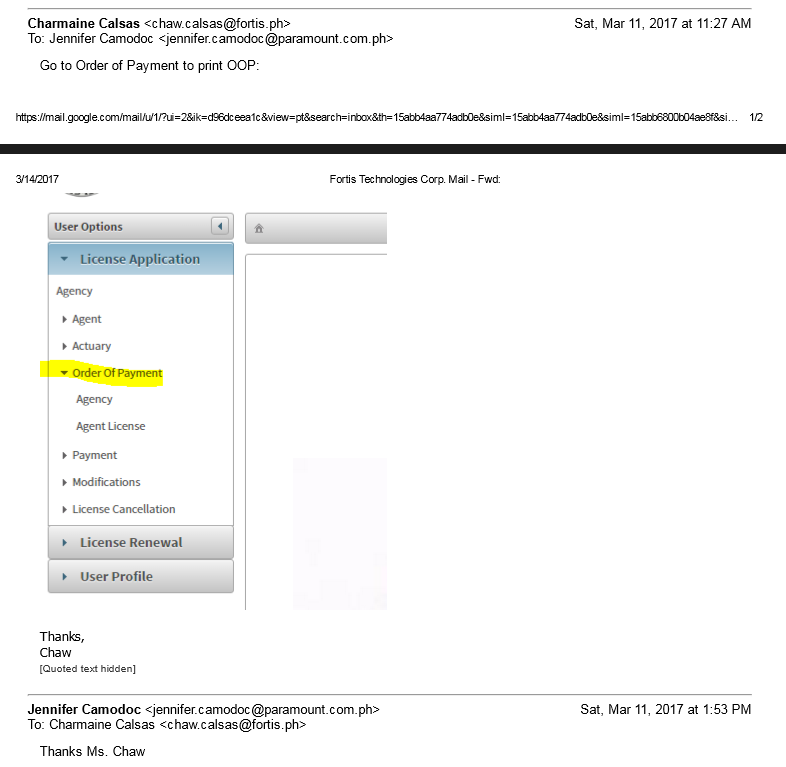 Charmaine Calsas <chaw.calsas@fortis.ph> Sat, Mar 11, 2017 at 11:27 AM
To: Jennifer Camodoc <jennifer.camodoc@paramount.com.ph>
Go to Order of Payment to print OOP:
https://mail.google.com/mail/u/1/?ui=2&ik=d96dceea1c&view=pt&search=inbox&th=15abb4aa774adb0e&siml=15abb4aa774adb0e&siml=15abb6800b04ae8f&si... 1/2
3/14/2017 Fortis Technologies Corp. Mail - Fwd:
User Options
License Application
Agency
Agent
Actuary
Order Of Payment
Agency
Agent License
Payment
Modifications
License Cancellation
License Renewal
User Profile
Thanks,
Chaw
[Quoted text hidden]
Jennifer Camodoc <jennifer.camodoc@paramount.com.ph> Sat, Mar 11, 2017 at 1:53 PM
To: Charmaine Calsas <chaw.calsas@fortis.ph>
Thanks Ms. Chaw